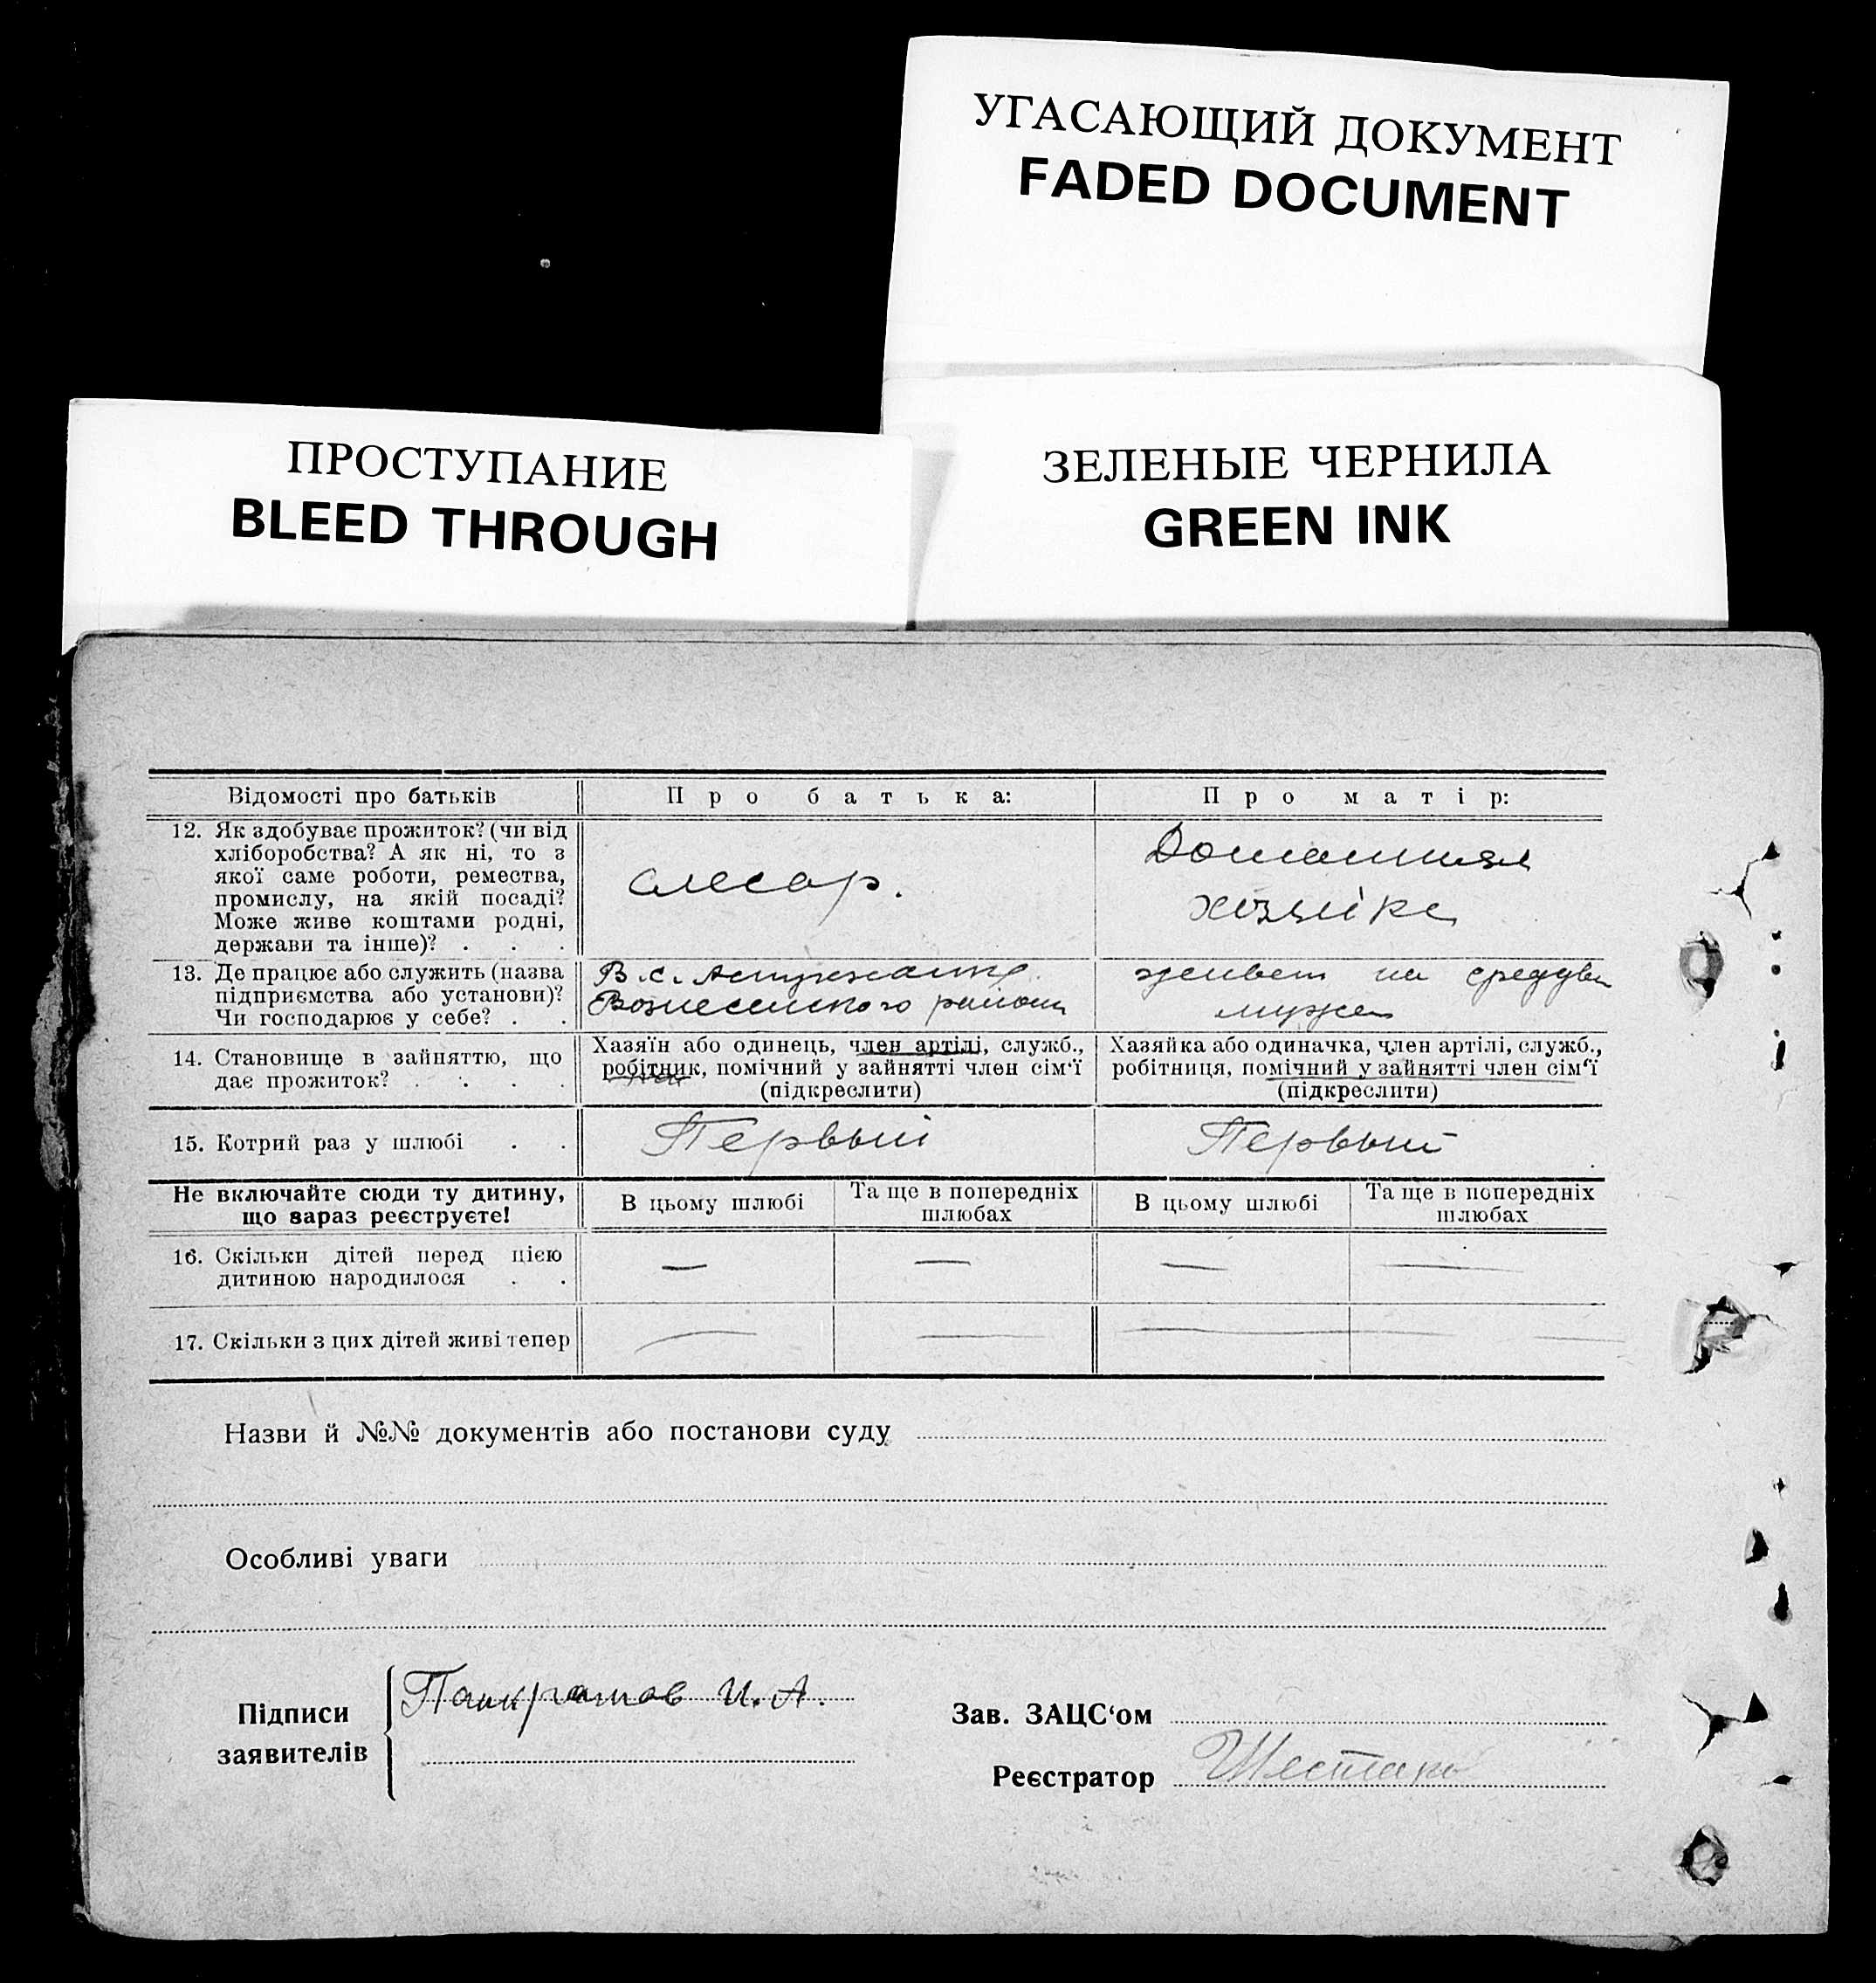 УГАСАЮЩИЙ ДОКУМЕНТ
FADED DOCUMENT
ПРОСТУПАНИЕ
BLEED THROUGH
ЗЕЛЕНЫЕ ЧЕРНИЛА
GREEN INK
Відомості про батьків
Про батька:
Про матір:
12. Як здобуває прожиток? (чи від
хліборобства? А як ні, то з
якої саме роботи, ремества,
промислу, на якій посаді?
Може живе коштами родні,
держави та інше)? . . .
слесар.
Домашняя
хозяйка
13. Де працює або служить (назва
підприємства або установи)?
Чи господарює у себе? . .
В.с.
Вознесенского района
живет на средства
мужа
14. Становище в зайняттю, що
дає прожиток? . . . .
Хазяїн або одинець, член артілі, служб.,
робітник, помічний у зайнятті член сім'ї
(підкреслити)
Хазяйка або одиначка, член артілі, служб.,
робітниця, помічний у зайнятті член сім'ї
(підкреслити)
15. Котрий раз у шлюбі . .
Первый
Первый
Не включайте сюди ту дитину,
що зараз реєструєте!
В цьому шлюбі
Та ще в попередніх
шлюбах
В цьому шлюбі
Та ще в попередніх
шлюбах
16. Скільки дітей перед цією
дитиною народилося . .
— — — —
17. Скільки з цих дітей живі тепер
— — — —
Назви й №№ документів або постанови суду
Особливі уваги
Підписи
заявителів
Панкратов И. А.
Зав. ЗАЦС‘ом
Реєстратор